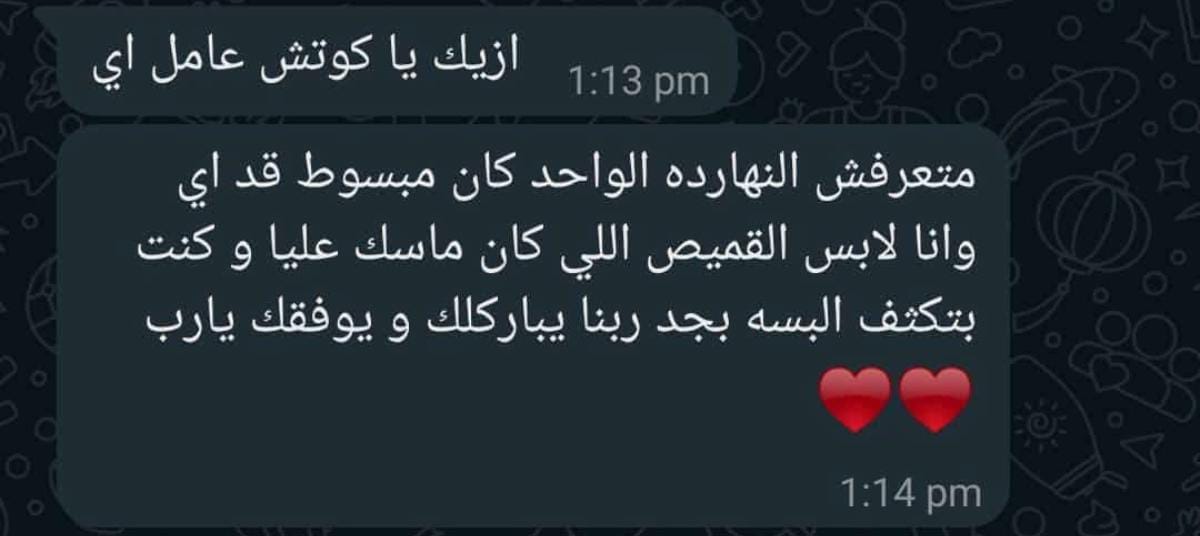 ازيك يا كوتش عامل اي
1:13 pm
متعرفش النهارده الواحد كان مبسوط قد اي
وانا لابس القميص اللي كان ماسك عليا و كنت
بتكثف البسه بجد ربنا يباركلك و يوفقك يارب
❤️❤️
1:14 pm